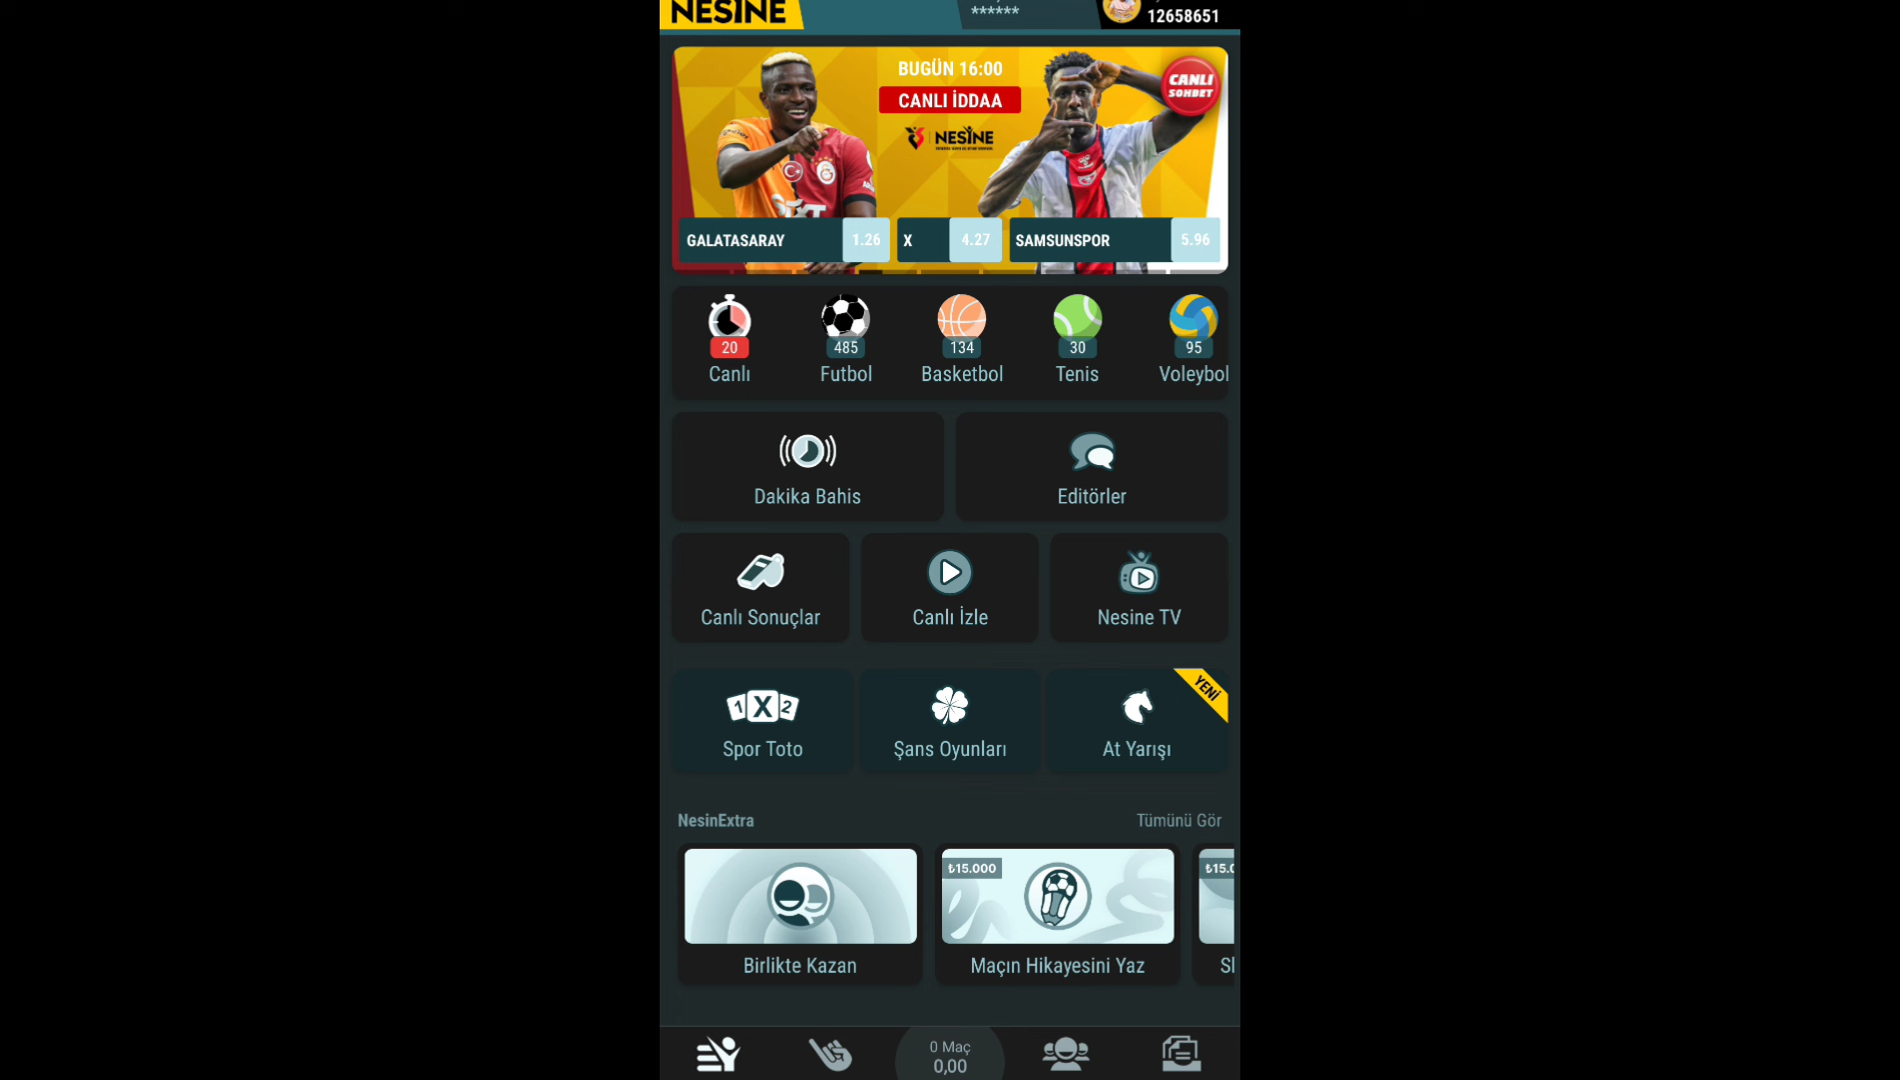 NESINE
******
12658651
BUGÜN 16:00
CANLI İDDAA
NESİNE
CANLI
SOHBET
GALATASARAY 1.26 X 4.27 SAMSUNSPOR 5.96
20 485 134 30 95
Canlı Futbol Basketbol Tenis Voleybol
Dakika Bahis Editörler
Canlı Sonuçlar Canlı İzle Nesine TV
1X2
YENİ
Spor Toto Şans Oyunları At Yarışı
NesinExtra Tümünü Gör
₺15.000
Birlikte Kazan Maçın Hikayesini Yaz
0 Maç
0,00